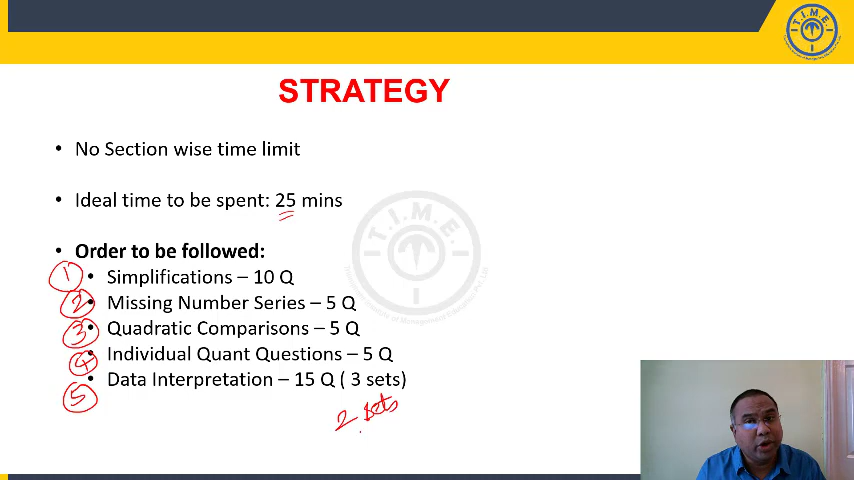 T.I.M.E.
STRATEGY
• No Section wise time limit
• Ideal time to be spent: 25 mins
• Order to be followed:
1 • Simplifications – 10 Q
2 • Missing Number Series – 5 Q
3 • Quadratic Comparisons – 5 Q
4 • Individual Quant Questions – 5 Q
5 • Data Interpretation – 15 Q ( 3 sets)
2 sets
T.I.M.E.